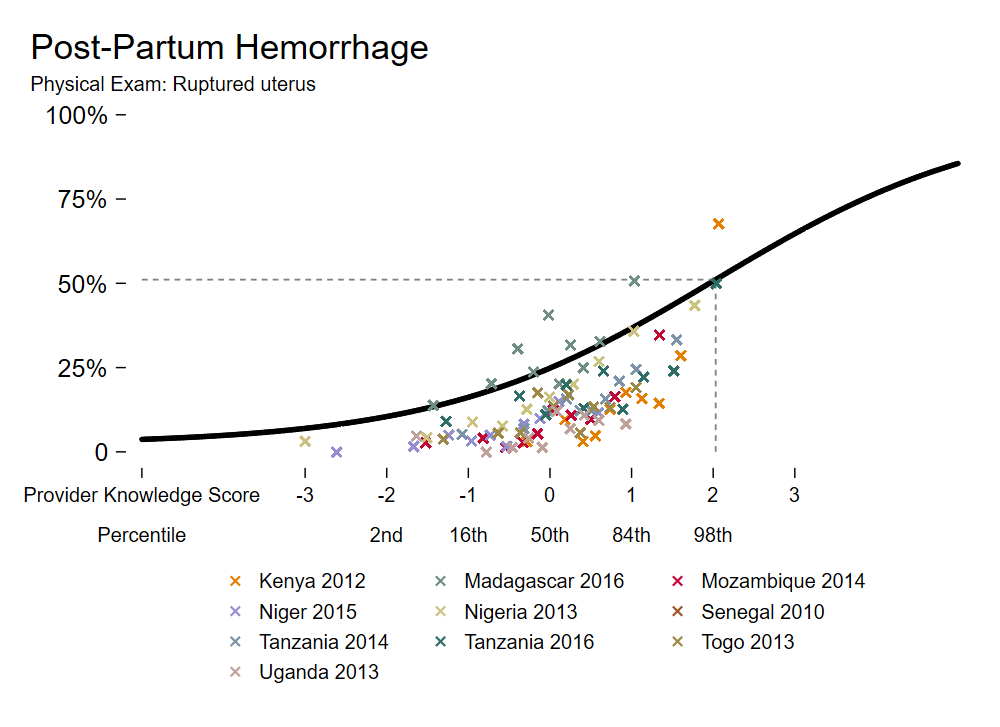 Post-Partum Hemorrhage
Physical Exam: Ruptured uterus
100%
75%
50%
25%
0
Provider Knowledge Score -3 -2 -1 0 1 2 3
Percentile 2nd 16th 50th 84th 98th
Kenya 2012 Madagascar 2016 Mozambique 2014
Niger 2015 Nigeria 2013 Senegal 2010
Tanzania 2014 Tanzania 2016 Togo 2013
Uganda 2013